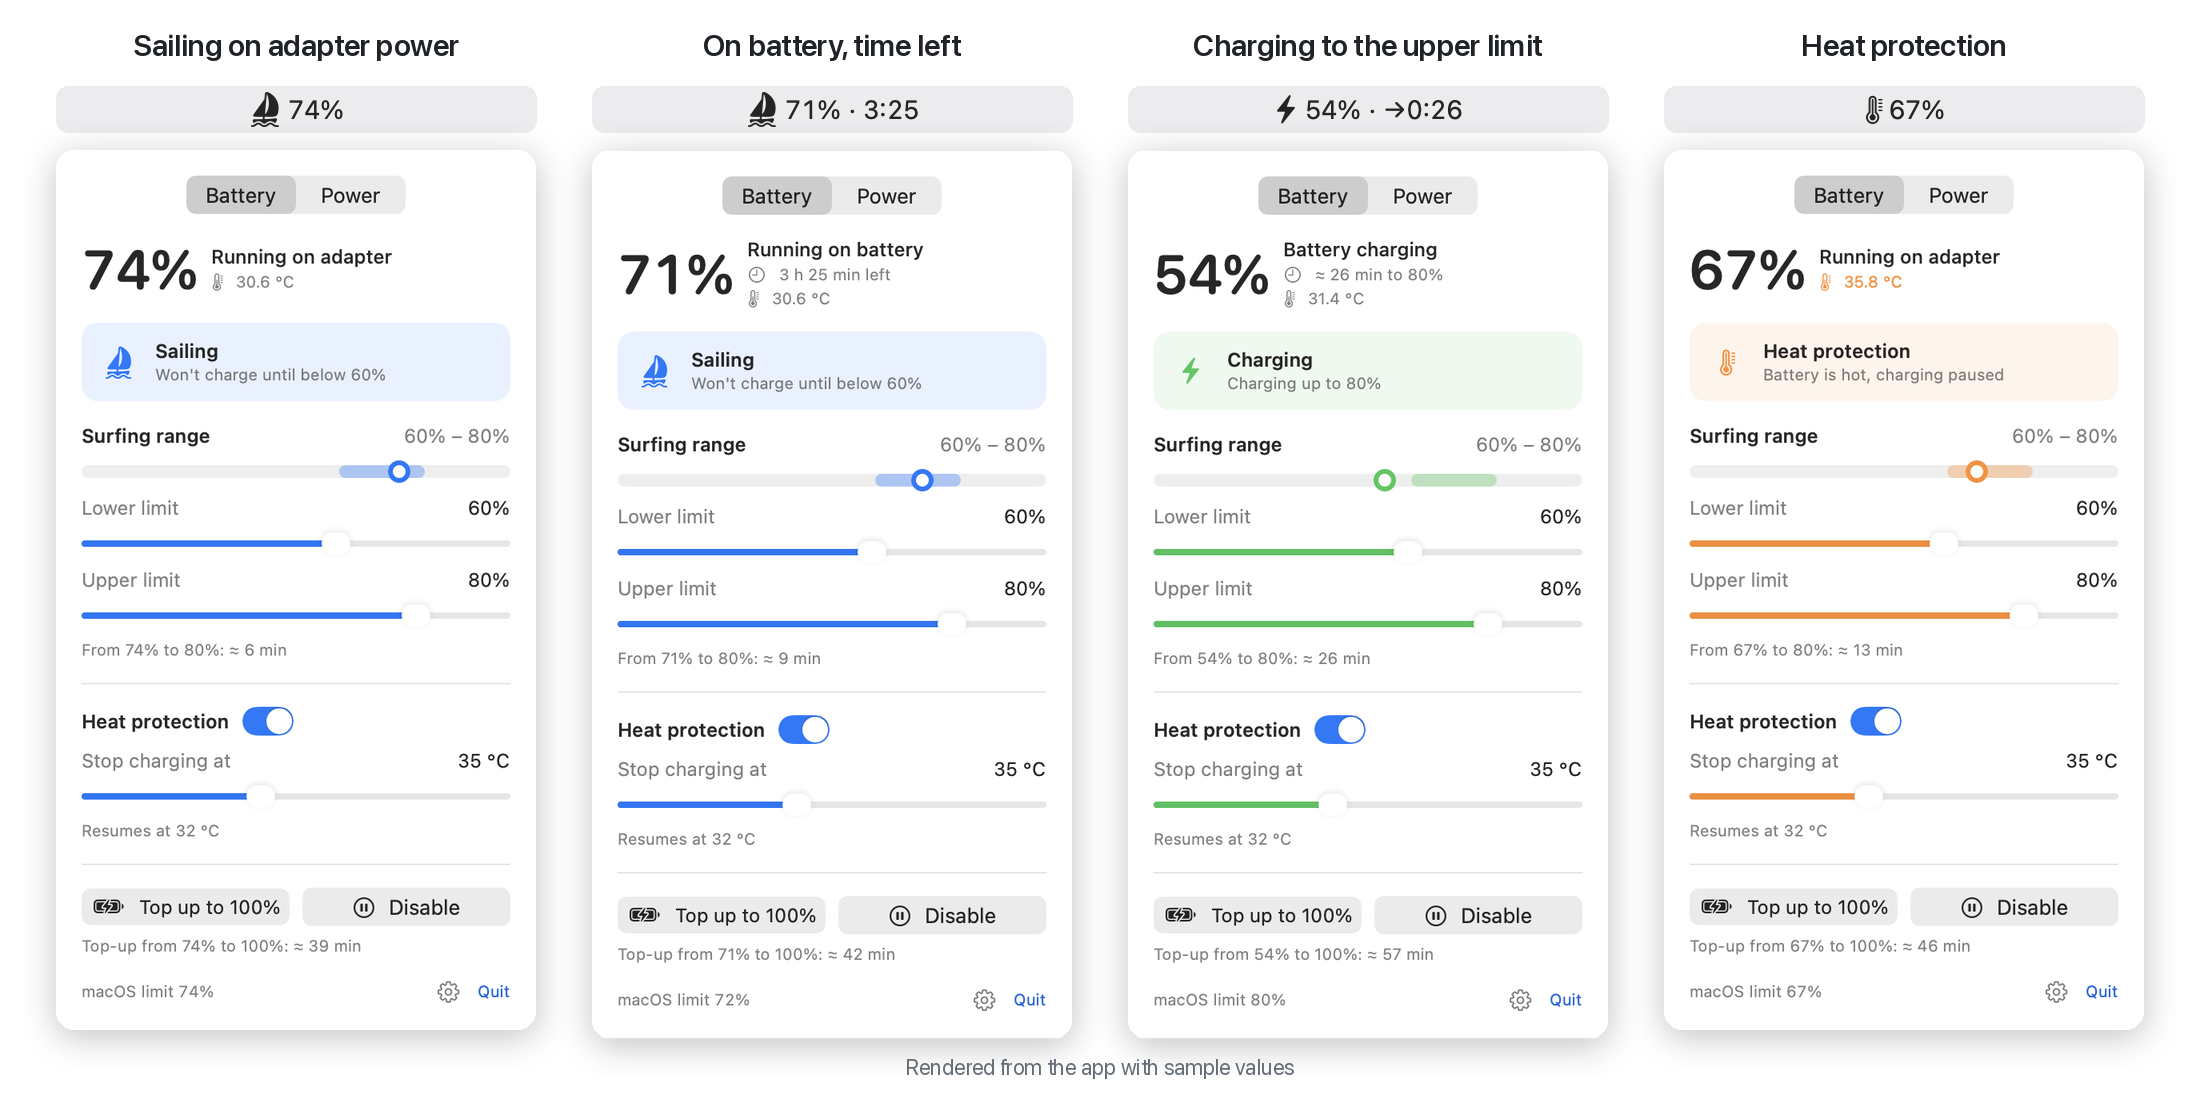 Sailing on adapter power
74%
Battery Power
74% Running on adapter
30.6 °C
Sailing
Won't charge until below 60%
Surfing range 60% – 80%
Lower limit 60%
Upper limit 80%
From 74% to 80%: ≈ 6 min
Heat protection
Stop charging at 35 °C
Resumes at 32 °C
Top up to 100% Disable
Top-up from 74% to 100%: ≈ 39 min
macOS limit 74% Quit
On battery, time left
71% · 3:25
Battery Power
71% Running on battery
3 h 25 min left
30.6 °C
Sailing
Won't charge until below 60%
Surfing range 60% – 80%
Lower limit 60%
Upper limit 80%
From 71% to 80%: ≈ 9 min
Heat protection
Stop charging at 35 °C
Resumes at 32 °C
Top up to 100% Disable
Top-up from 71% to 100%: ≈ 42 min
macOS limit 72% Quit
Charging to the upper limit
54% · →0:26
Battery Power
54% Battery charging
≈ 26 min to 80%
31.4 °C
Charging
Charging up to 80%
Surfing range 60% – 80%
Lower limit 60%
Upper limit 80%
From 54% to 80%: ≈ 26 min
Heat protection
Stop charging at 35 °C
Resumes at 32 °C
Top up to 100% Disable
Top-up from 54% to 100%: ≈ 57 min
macOS limit 80% Quit
Heat protection
67%
Battery Power
67% Running on adapter
35.8 °C
Heat protection
Battery is hot, charging paused
Surfing range 60% – 80%
Lower limit 60%
Upper limit 80%
From 67% to 80%: ≈ 13 min
Heat protection
Stop charging at 35 °C
Resumes at 32 °C
Top up to 100% Disable
Top-up from 67% to 100%: ≈ 46 min
macOS limit 67% Quit
Rendered from the app with sample values